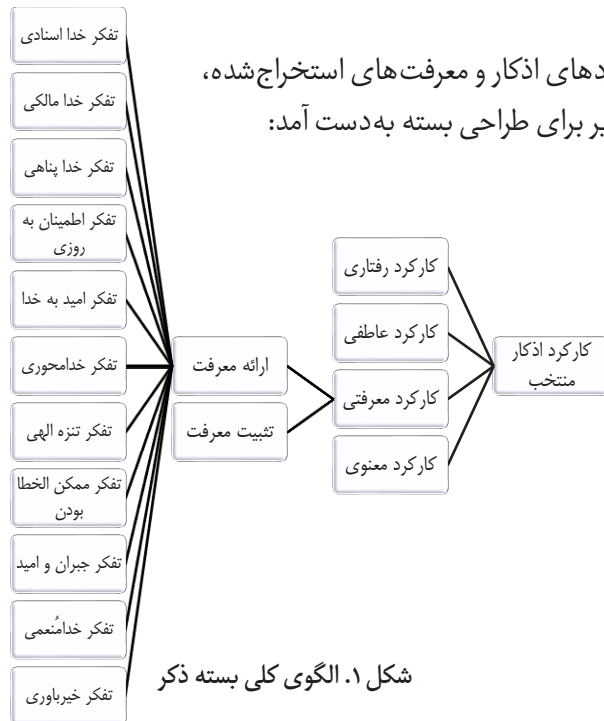 دهای اذکار و معرفت‌های استخراج‌شده،
یر برای طراحی بسته به‌دست آمد:
کارکرد اذکار
منتخب
کارکرد رفتاری
کارکرد عاطفی
کارکرد معرفتی
کارکرد معنوی
ارائه معرفت
تثبیت معرفت
تفکر خدا اسنادی
تفکر خدا مالکی
تفکر خدا پناهی
تفکر اطمینان به
روزی
تفکر امید به خدا
تفکر خدامحوری
تفکر تنزه الهی
تفکر ممکن الخطا
بودن
تفکر جبران و امید
تفکر خدامُنعمی
تفکر خیرباوری
شکل ۱. الگوی کلی بسته ذکر